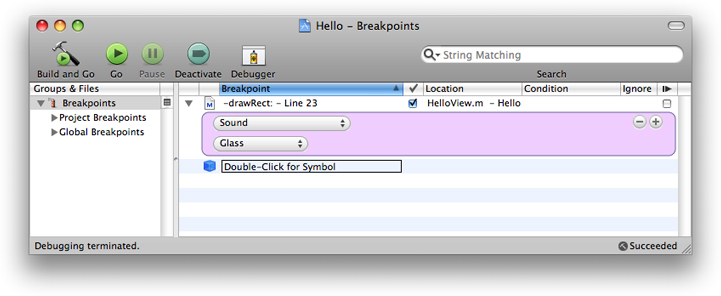 Hello – Breakpoints
String Matching
Build and Go Go Pause Deactivate Debugger Search
Groups & Files Breakpoint Location Condition Ignore
Breakpoints -drawRect: - Line 23 HelloView.m - Hello
Project Breakpoints Sound
Global Breakpoints
Glass
Double-Click for Symbol
Debugging terminated. Succeeded